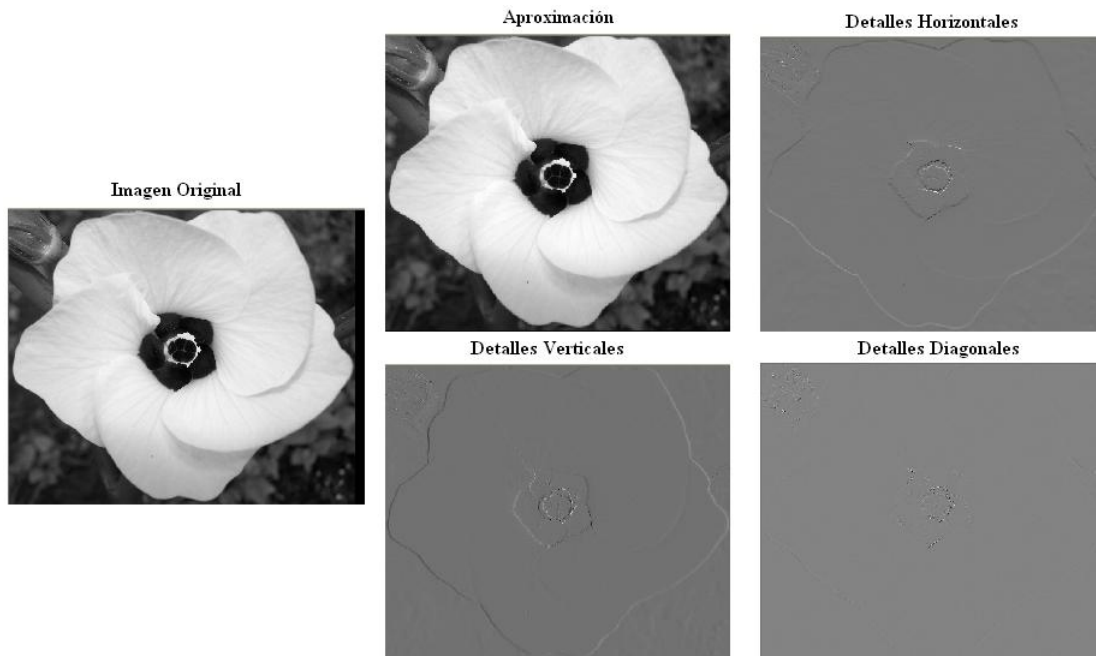 Aproximación
Detalles Horizontales
Imagen Original
Detalles Verticales
Detalles Diagonales